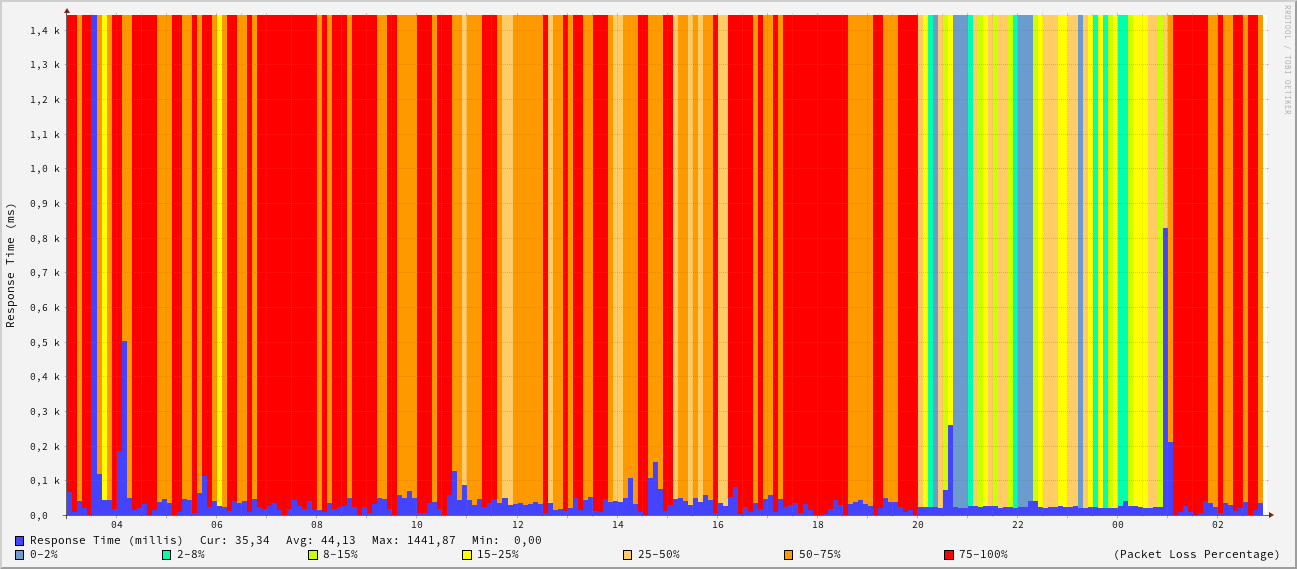 RRDTOOL / TOBI OETIKER
Response Time (ms)
1,4 k
1,3 k
1,2 k
1,1 k
1,0 k
0,9 k
0,8 k
0,7 k
0,6 k
0,5 k
0,4 k
0,3 k
0,2 k
0,1 k
0,0
04 06 08 10 12 14 16 18 20 22 00 02
Response Time (millis) Cur: 35,34 Avg: 44,13 Max: 1441,87 Min: 0,00
0-2% 2-8% 8-15% 15-25% 25-50% 50-75% 75-100% (Packet Loss Percentage)